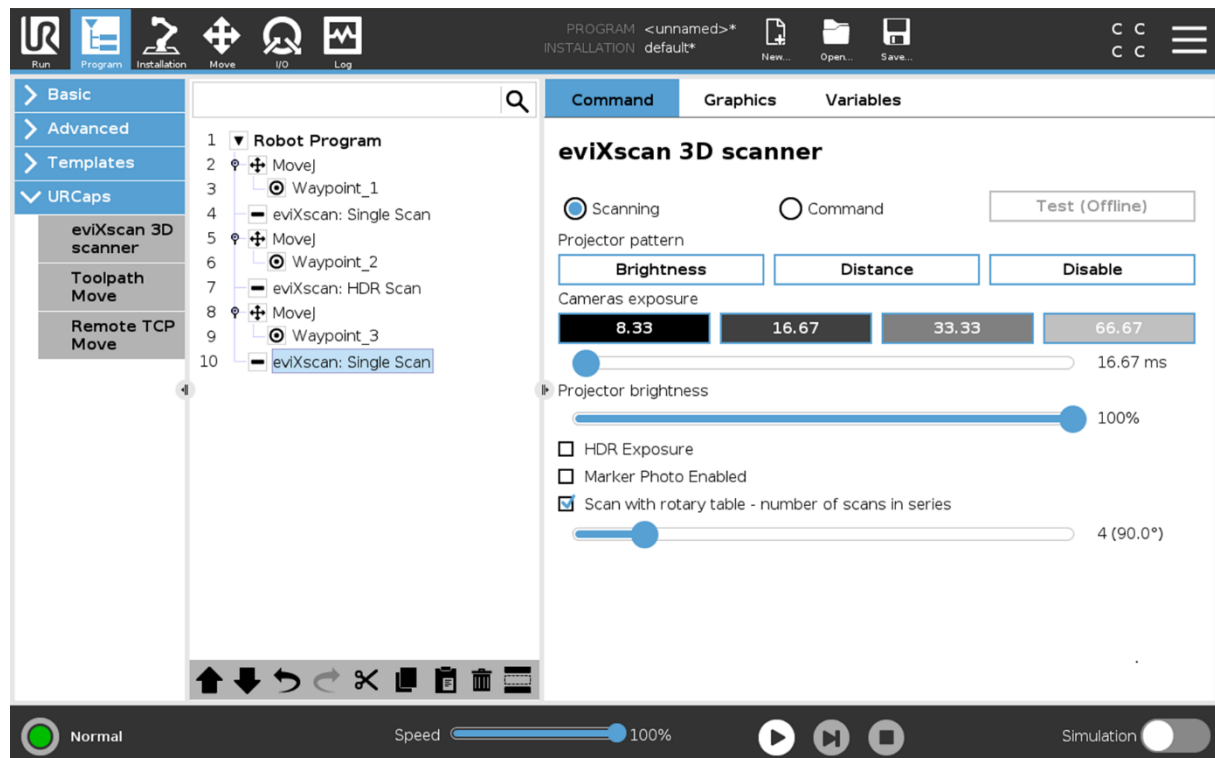 UR
Run
Program
Installation
Move
I/O
Log
PROGRAM <unnamed>*
INSTALLATION default*
New...
Open...
Save...
C C
C C
Basic
Advanced
Templates
URCaps
eviXscan 3D
scanner
Toolpath
Move
Remote TCP
Move
1 Robot Program
2 MoveJ
3 Waypoint_1
4 eviXscan: Single Scan
5 MoveJ
6 Waypoint_2
7 eviXscan: HDR Scan
8 MoveJ
9 Waypoint_3
10 eviXscan: Single Scan
Command Graphics Variables
eviXscan 3D scanner
Scanning Command Test (Offline)
Projector pattern
Brightness Distance Disable
Cameras exposure
8.33 16.67 33.33 66.67
16.67 ms
Projector brightness
100%
HDR Exposure
Marker Photo Enabled
Scan with rotary table - number of scans in series
4 (90.0°)
.
Normal
Speed 100%
Simulation